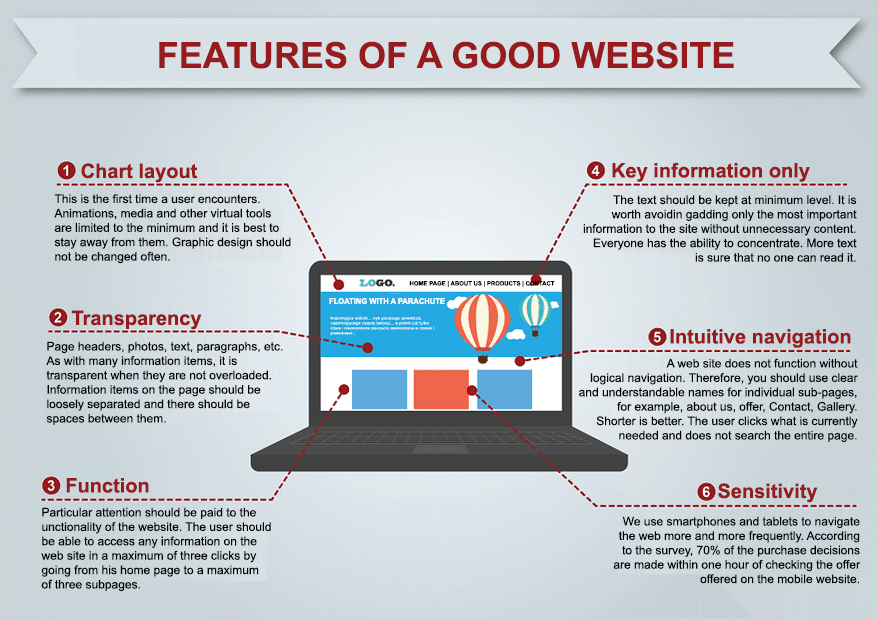 FEATURES OF A GOOD WEBSITE
1 Chart layout
This is the first time a user encounters.
Animations, media and other virtual tools
are limited to the minimum and it is best to
stay away from them. Graphic design should
not be changed often.
2 Transparency
Page headers, photos, text, paragraphs, etc.
As with many information items, it is
transparent when they are not overloaded.
Information items on the page should be
loosely separated and there should be
spaces between them.
3 Function
Particular attention should be paid to the
unctionality of the website. The user should
be able to access any information on the
web site in a maximum of three clicks by
going from his home page to a maximum
of three subpages.
LOGO.
HOME PAGE | ABOUT US | PRODUCTS | CONTACT
FLOATING WITH A PARACHUTE
4 Key information only
The text should be kept at minimum level. It is
worth avoidin gadding only the most important
information to the site without unnecessary content.
Everyone has the ability to concentrate. More text
is sure that no one can read it.
5 Intuitive navigation
A web site does not function without
logical navigation. Therefore, you should use clear
and understandable names for individual sub-pages,
for example, about us, offer, Contact, Gallery.
Shorter is better. The user clicks what is currently
needed and does not search the entire page.
6 Sensitivity
We use smartphones and tablets to navigate
the web more and more frequently. According
to the survey, 70% of the purchase decisions
are made within one hour of checking the offer
offered on the mobile website.